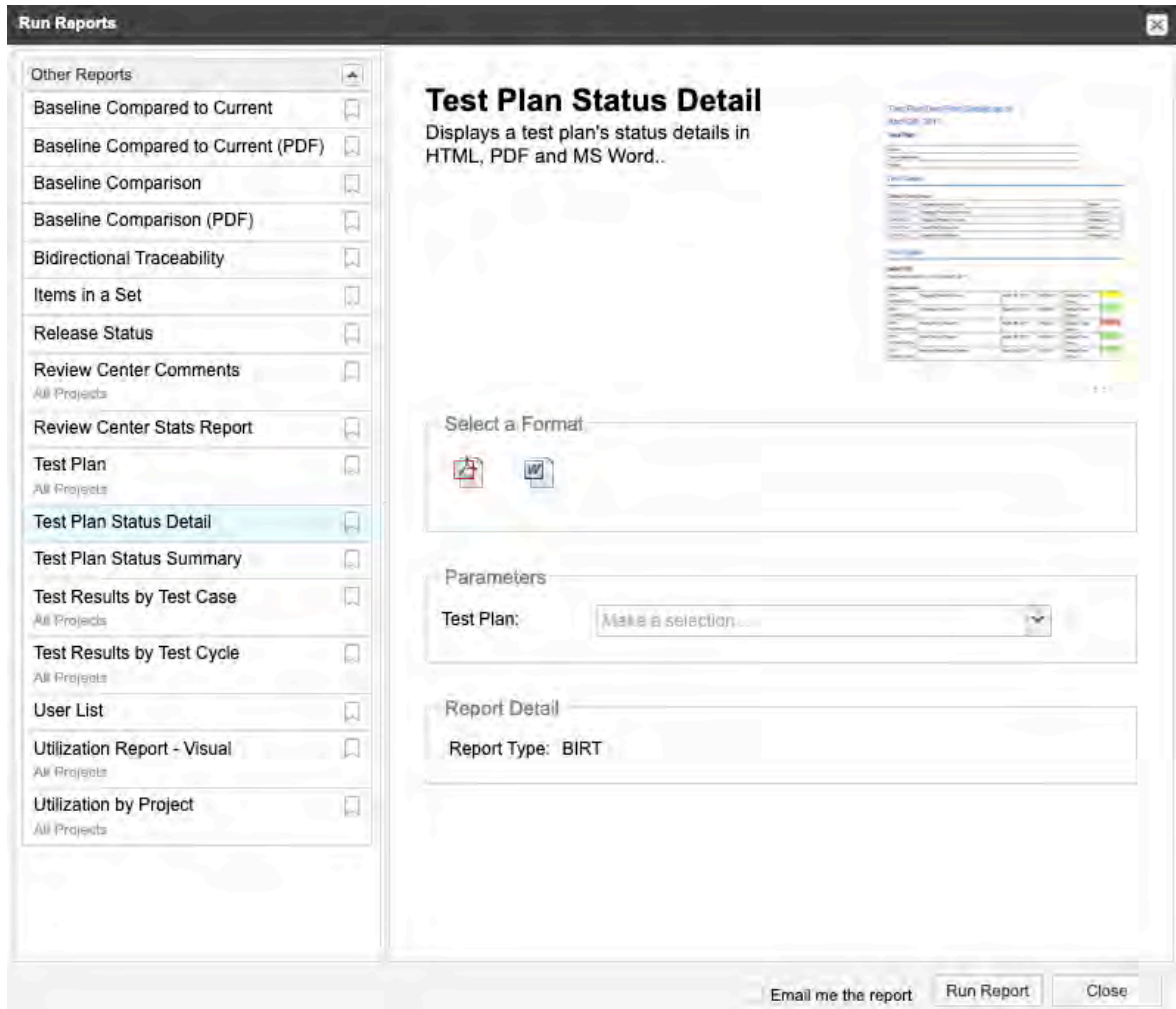 Run Reports
Other Reports
Baseline Compared to Current
Baseline Compared to Current (PDF)
Baseline Comparison
Baseline Comparison (PDF)
Bidirectional Traceability
Items in a Set
Release Status
Review Center Comments
All Projects
Review Center Stats Report
Test Plan
All Projects
Test Plan Status Detail
Test Plan Status Summary
Test Results by Test Case
All Projects
Test Results by Test Cycle
All Projects
User List
Utilization Report - Visual
All Projects
Utilization by Project
All Projects
Test Plan Status Detail
Displays a test plan's status details in
HTML, PDF and MS Word..
Select a Format
Parameters
Test Plan: Make a selection...
Report Detail
Report Type: BIRT
Email me the report Run Report Close